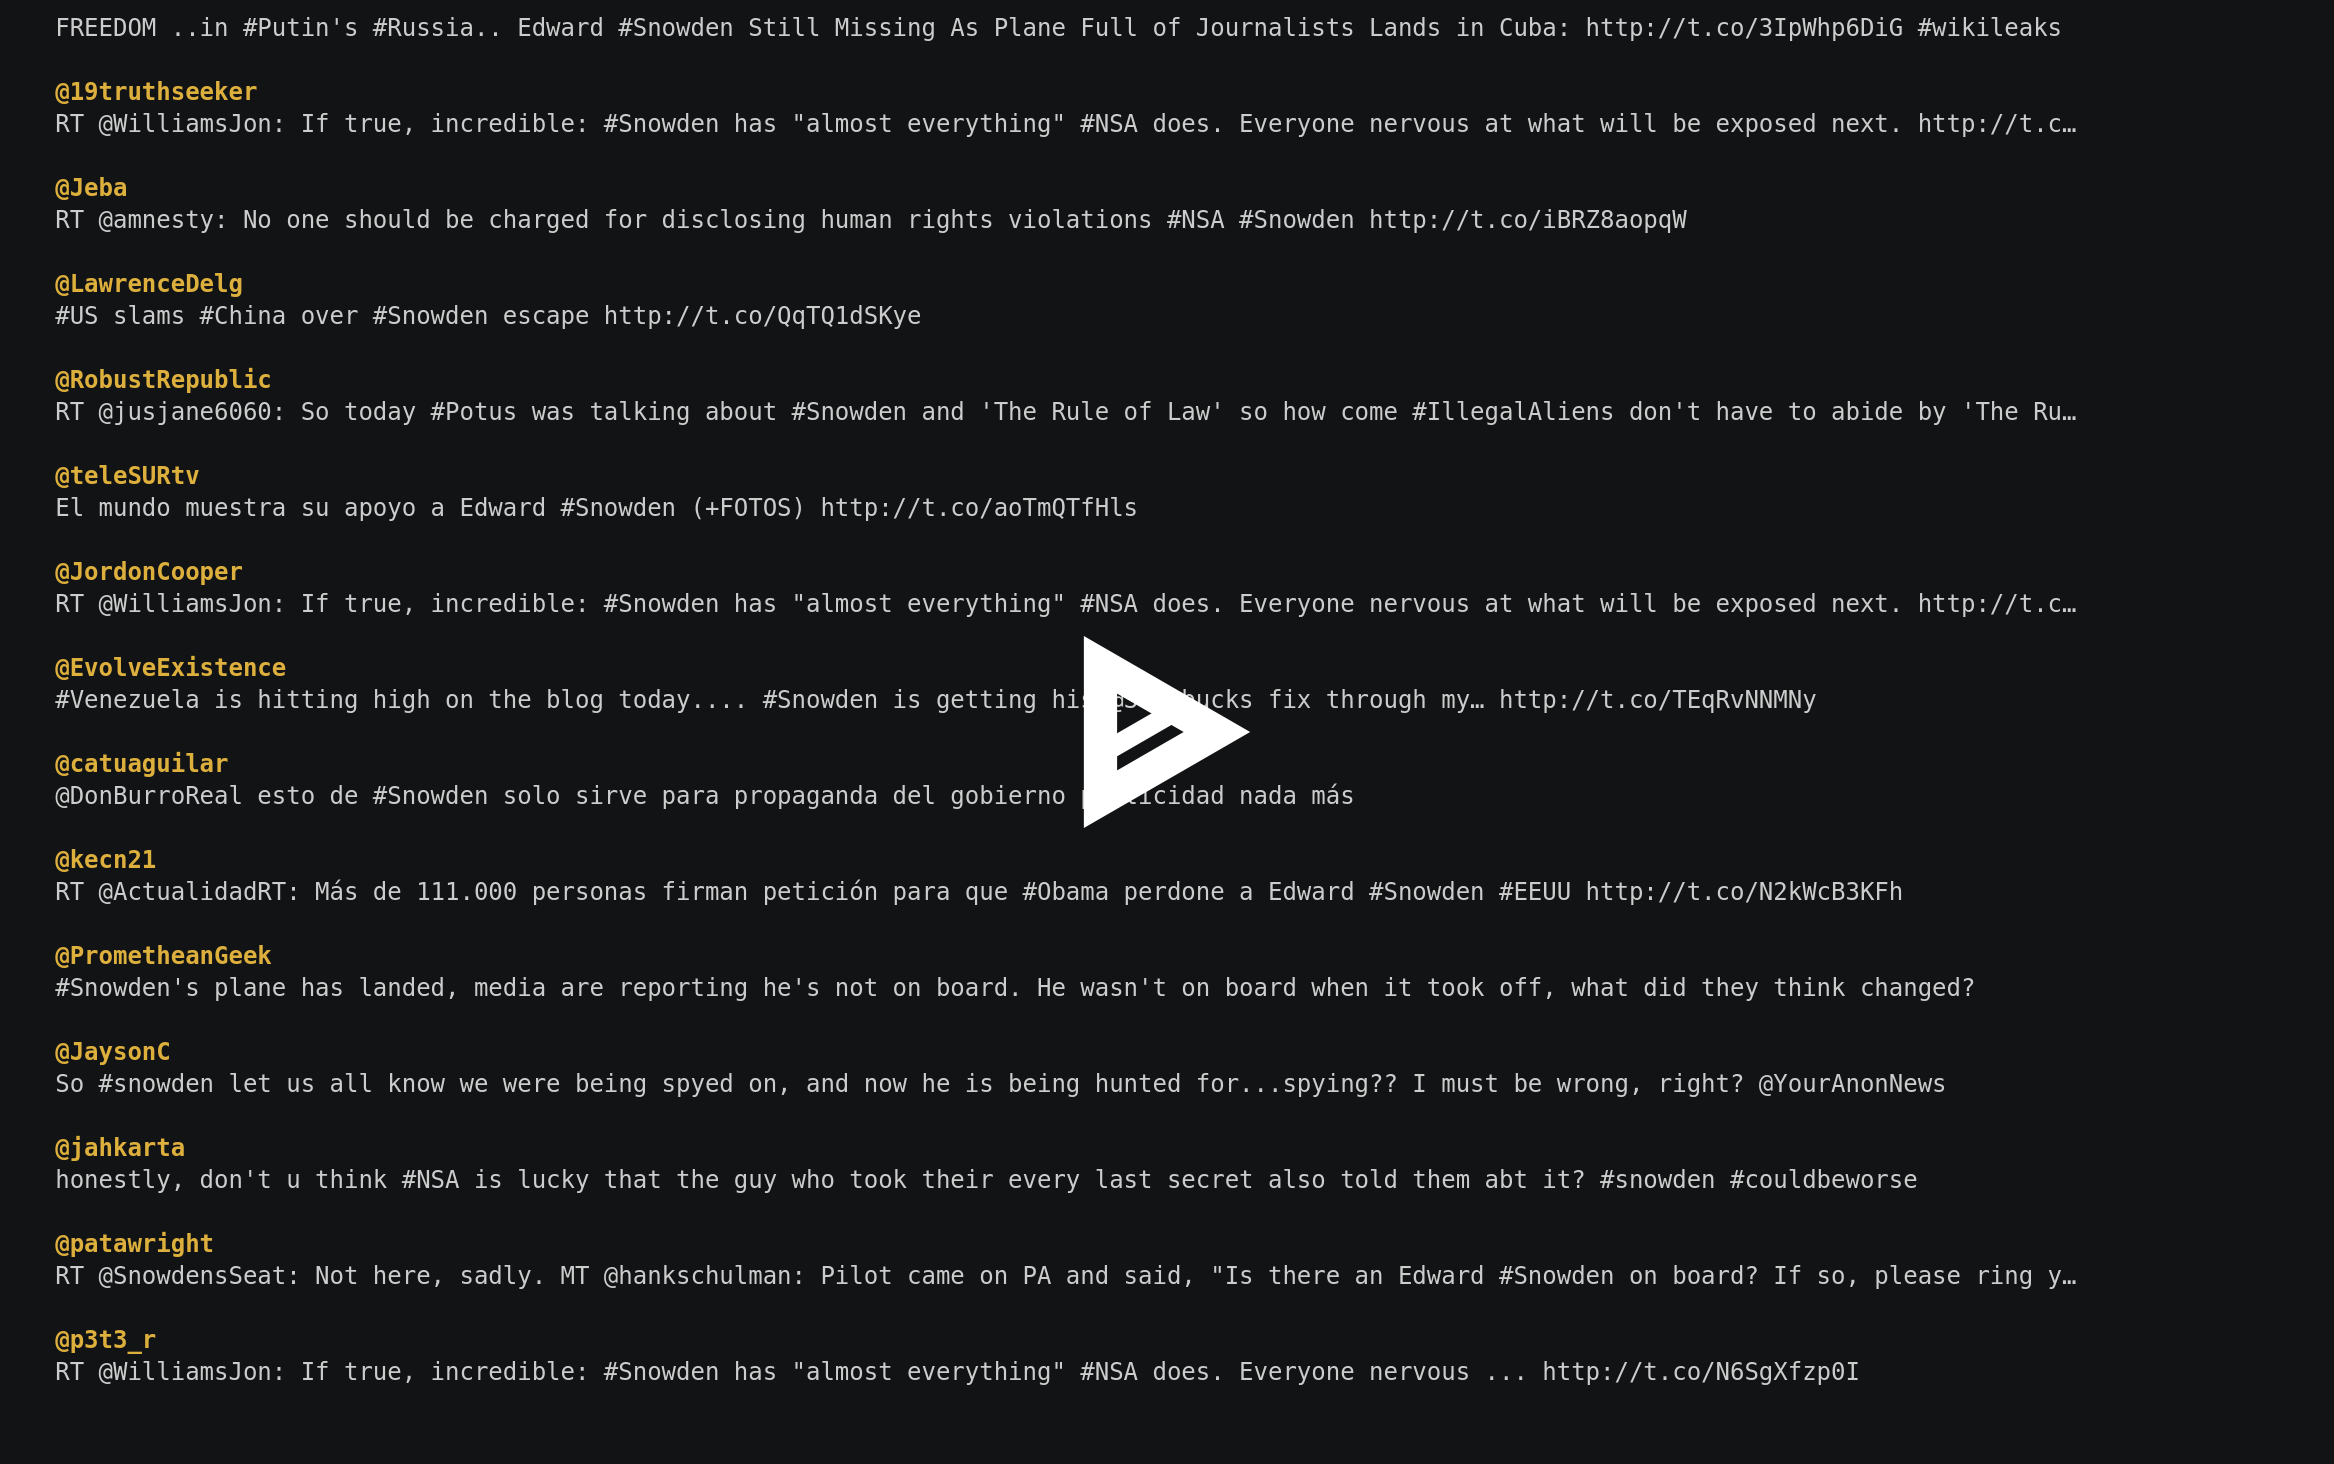 FREEDOM ..in #Putin's #Russia.. Edward #Snowden Still Missing As Plane Full of Journalists Lands in Cuba: http://t.co/3IpWhp6DiG #wikileaks
@19truthseeker
RT @WilliamsJon: If true, incredible: #Snowden has "almost everything" #NSA does. Everyone nervous at what will be exposed next. http://t.c…
@Jeba
RT @amnesty: No one should be charged for disclosing human rights violations #NSA #Snowden http://t.co/iBRZ8aopqW
@LawrenceDelg
#US slams #China over #Snowden escape http://t.co/QqTQ1dSKye
@RobustRepublic
RT @jusjane6060: So today #Potus was talking about #Snowden and 'The Rule of Law' so how come #IllegalAliens don't have to abide by 'The Ru…
@teleSURtv
El mundo muestra su apoyo a Edward #Snowden (+FOTOS) http://t.co/aoTmQTfHls
@JordonCooper
RT @WilliamsJon: If true, incredible: #Snowden has "almost everything" #NSA does. Everyone nervous at what will be exposed next. http://t.c…
@EvolveExistence
#Venezuela is hitting high on the blog today.... #Snowden is getting his fix through my… http://t.co/TEqRvNNMNy
@catuaguilar
@DonBurroReal esto de #Snowden solo sirve para propaganda del gobierno nada más
@kecn21
RT @ActualidadRT: Más de 111.000 personas firman petición para que #Obama perdone a Edward #Snowden #EEUU http://t.co/N2kWcB3KFh
@PrometheanGeek
#Snowden's plane has landed, media are reporting he's not on board. He wasn't on board when it took off, what did they think changed?
@JaysonC
So #snowden let us all know we were being spyed on, and now he is being hunted for...spying?? I must be wrong, right? @YourAnonNews
@jahkarta
honestly, don't u think #NSA is lucky that the guy who took their every last secret also told them abt it? #snowden #couldbeworse
@patawright
RT @SnowdensSeat: Not here, sadly. MT @hankschulman: Pilot came on PA and said, "Is there an Edward #Snowden on board? If so, please ring y…
@p3t3_r
RT @WilliamsJon: If true, incredible: #Snowden has "almost everything" #NSA does. Everyone nervous ... http://t.co/N6SgXfzp0I